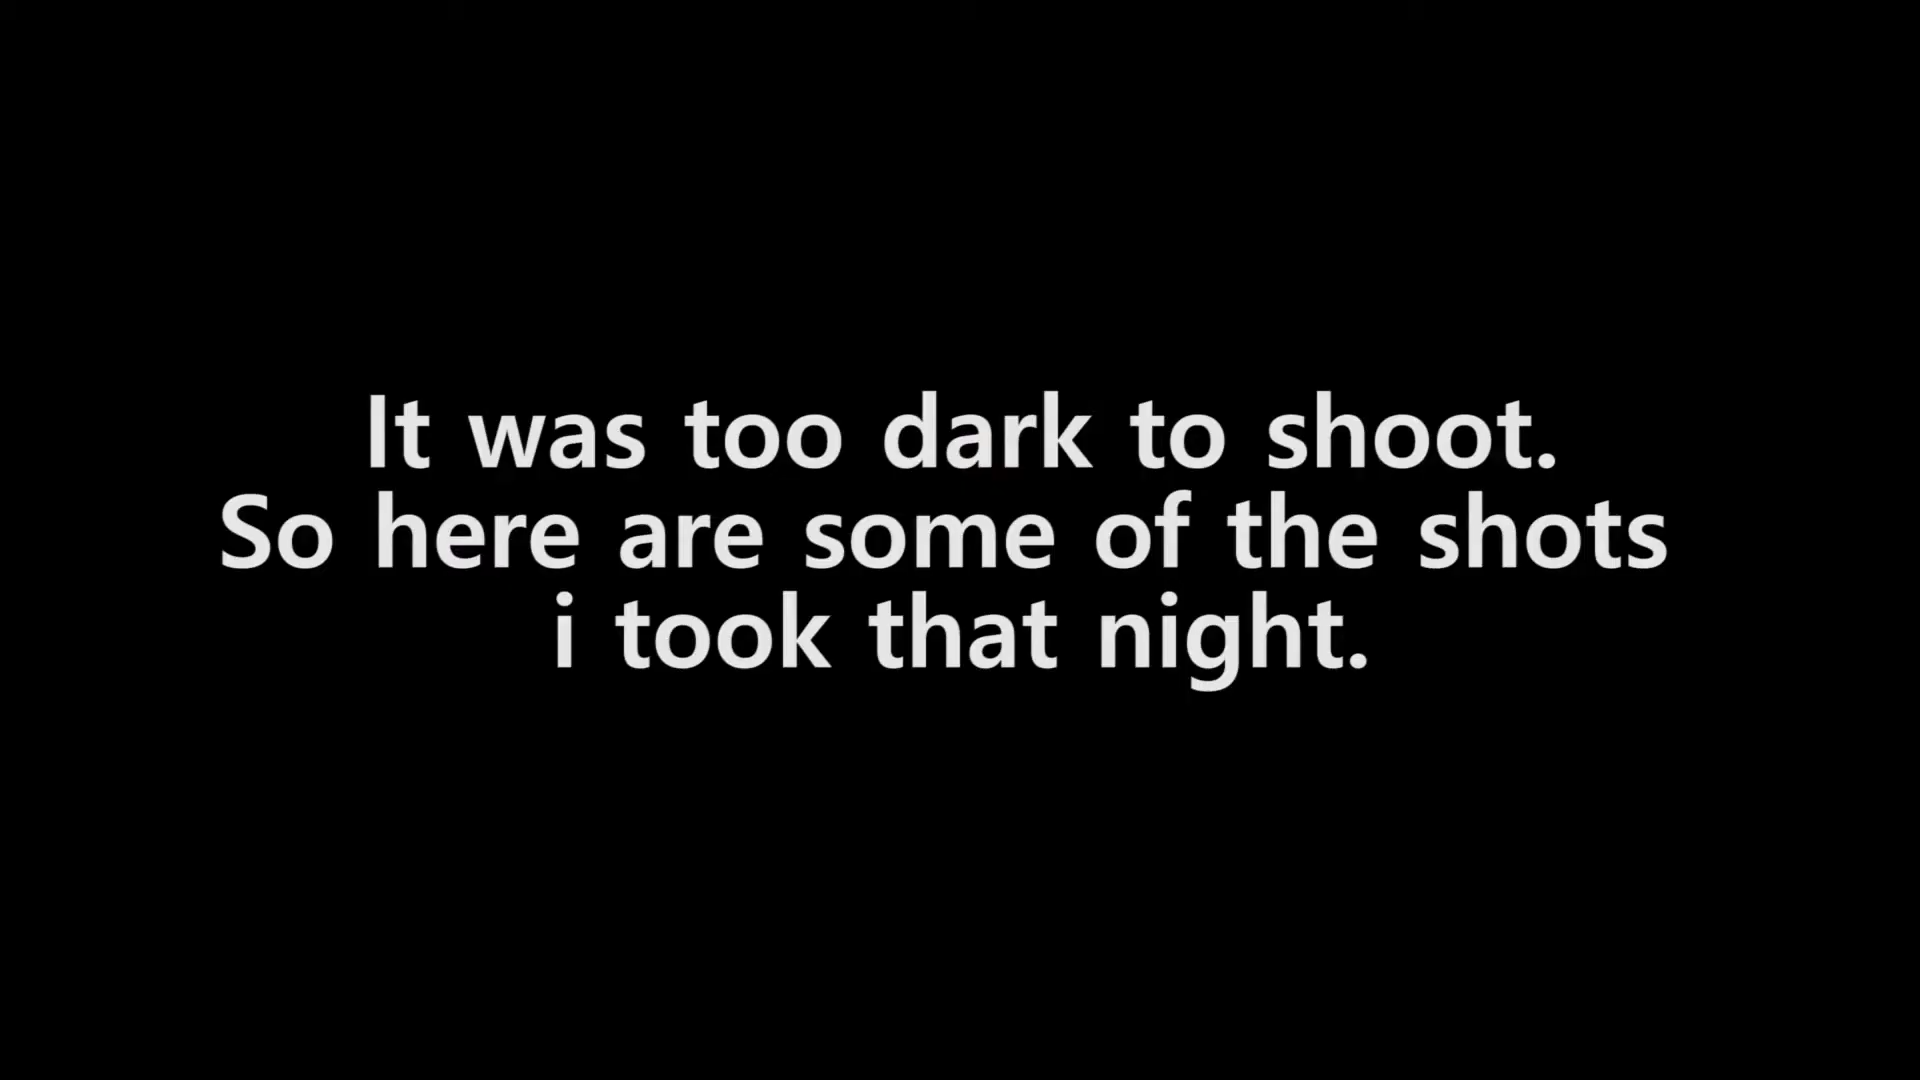 It was too dark to shoot.
So here are some of the shots
i took that night.